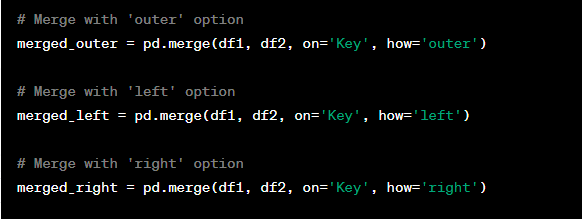 # Merge with 'outer' option
merged_outer = pd.merge(df1, df2, on='Key', how='outer')
# Merge with 'left' option
merged_left = pd.merge(df1, df2, on='Key', how='left')
# Merge with 'right' option
merged_right = pd.merge(df1, df2, on='Key', how='right')